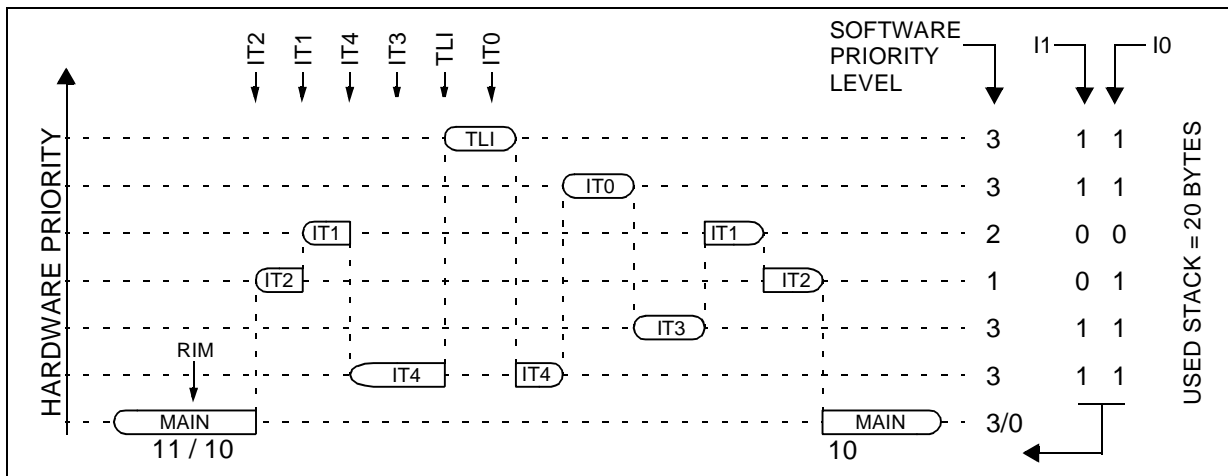 IT2
IT1
IT4
IT3
TLI
IT0
SOFTWARE
PRIORITY
LEVEL
I1
I0
HARDWARE PRIORITY
TLI
3
1 1
IT0
3
1 1
IT1
IT1
2
0 0
IT2
IT2
1
0 1
IT3
3
1 1
RIM
IT4
IT4
3
1 1
MAIN
MAIN
3/0
11 / 10
10
USED STACK = 20 BYTES